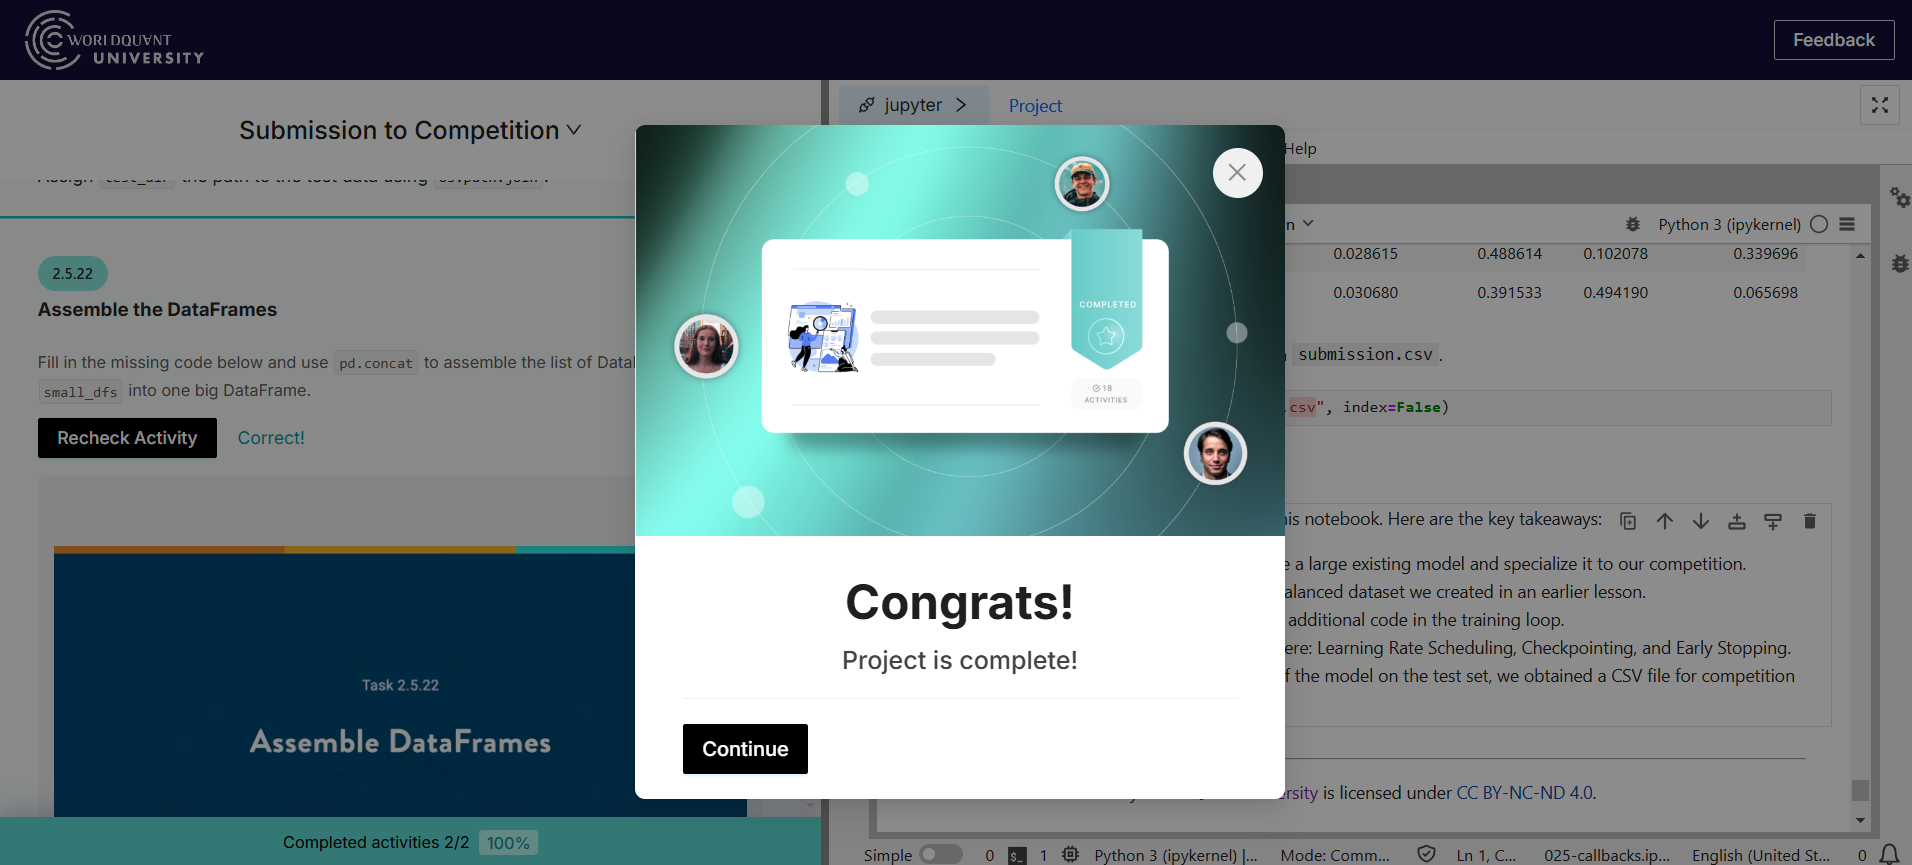 WORLDQUANT
UNIVERSITY
Feedback
Submission to Competition
jupyter
Project
Help
2.5.22
Assemble the DataFrames
Fill in the missing code below and use pd.concat to assemble the list of Data
small_dfs into one big DataFrame.
Recheck Activity
Correct!
Task 2.5.22
Assemble DataFrames
Completed activities 2/2 100%
COMPLETED
18
ACTIVITIES
Congrats!
Project is complete!
Continue
Python 3 (ipykernel)
0.028615 0.488614 0.102078 0.339696
0.030680 0.391533 0.494190 0.065698
submission.csv.
csv", index=False)
is notebook. Here are the key takeaways:
e a large existing model and specialize it to our competition.
alanced dataset we created in an earlier lesson.
additional code in the training loop.
ere: Learning Rate Scheduling, Checkpointing, and Early Stopping.
f the model on the test set, we obtained a CSV file for competition
ersity is licensed under CC BY-NC-ND 4.0.
Simple 0 $_ 1 Python 3 (ipykernel) |... Mode: Comm... Ln 1, C... 025-callbacks.ip... English (United St... 0